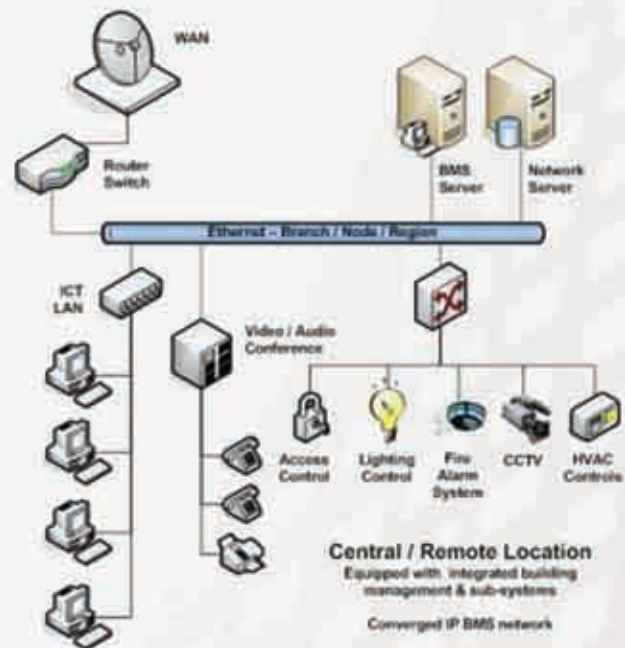 WAN
Router
Switch
BMS
Server
Network
Server
Ethernet – Branch / Node / Region
ICT
LAN
Video / Audio
Conference
Access
Control
Lighting
Control
Fire
Alarm
System
CCTV
HVAC
Controls
Central / Remote Location
Equipped with integrated building
management & sub-systems
Converged IP BMS network